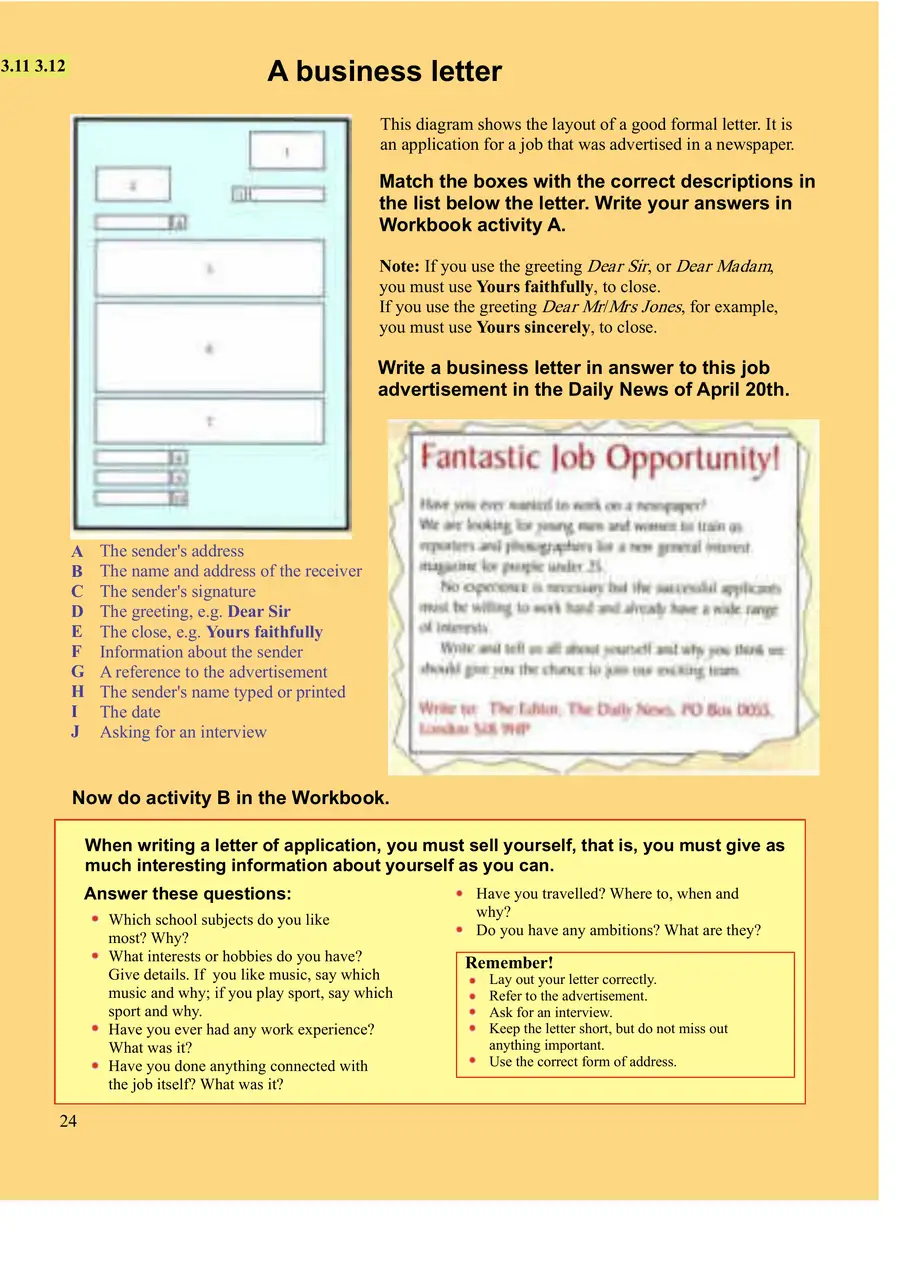 3.11 3.12
A business letter
1
2
3
4
5
6
7
8
9
10
This diagram shows the layout of a good formal letter. It is
an application for a job that was advertised in a newspaper.
Match the boxes with the correct descriptions in
the list below the letter. Write your answers in
Workbook activity A.
Note: If you use the greeting Dear Sir, or Dear Madam,
you must use Yours faithfully, to close.
If you use the greeting Dear Mr/Mrs Jones, for example,
you must use Yours sincerely, to close.
Write a business letter in answer to this job
advertisement in the Daily News of April 20th.
Fantastic Job Opportunity!
Have you ever wanted to work on a newspaper?
We are looking for young men and women to train as
reporters and photographers for a new general interest
magazine for people under 25.
No experience is necessary but the successful applicants
must be willing to work hard and already have a wide range
of interests.
Write and tell us all about yourself and why you think we
should give you the chance to join our exciting team.
Write to: The Editor, The Daily News, PO Box 0055,
London
A The sender's address
B The name and address of the receiver
C The sender's signature
D The greeting, e.g. Dear Sir
E The close, e.g. Yours faithfully
F Information about the sender
G A reference to the advertisement
H The sender's name typed or printed
I The date
J Asking for an interview
Now do activity B in the Workbook.
When writing a letter of application, you must sell yourself, that is, you must give as
much interesting information about yourself as you can.
Answer these questions:
• Which school subjects do you like
most? Why?
• What interests or hobbies do you have?
Give details. If you like music, say which
music and why; if you play sport, say which
sport and why.
• Have you ever had any work experience?
What was it?
• Have you done anything connected with
the job itself? What was it?
• Have you travelled? Where to, when and
why?
• Do you have any ambitions? What are they?
Remember!
• Lay out your letter correctly.
• Refer to the advertisement.
• Ask for an interview.
• Keep the letter short, but do not miss out
anything important.
• Use the correct form of address.
24